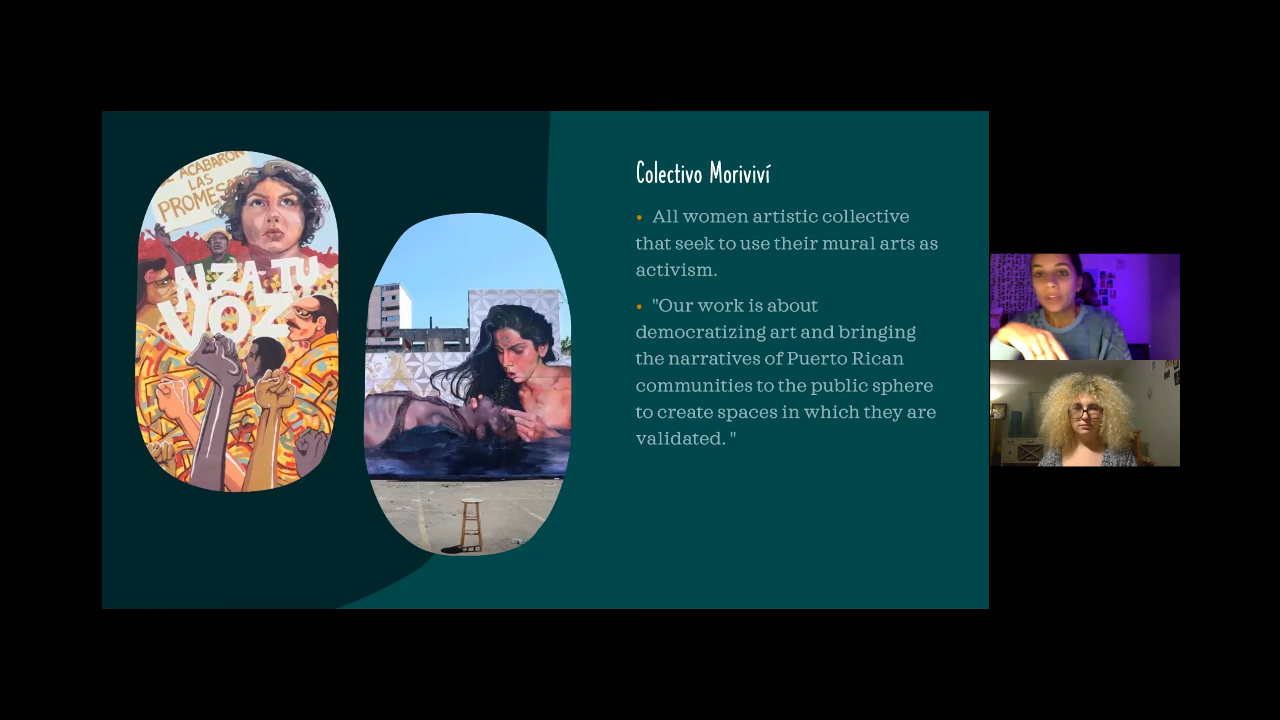 ACABARON
LAS
PROMESAS
ALZA TU
VOZ
Colectivo Moriviví
• All women artistic collective
that seek to use their mural arts as
activism.
• "Our work is about
democratizing art and bringing
the narratives of Puerto Rican
communities to the public sphere
to create spaces in which they are
validated. "